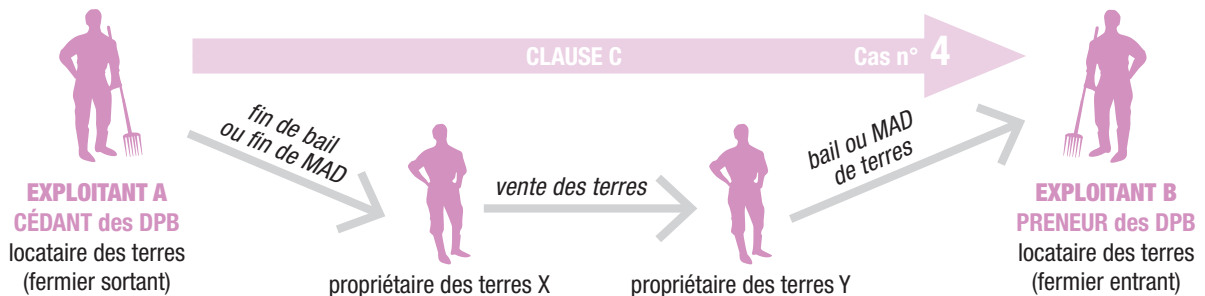 CLAUSE C
Cas n° 4
fin de bail
ou fin de MAD
vente des terres
bail ou MAD
de terres
EXPLOITANT A
CÉDANT des DPB
locataire des terres
(fermier sortant)
propriétaire des terres X
propriétaire des terres Y
EXPLOITANT B
PRENEUR des DPB
locataire des terres
(fermier entrant)